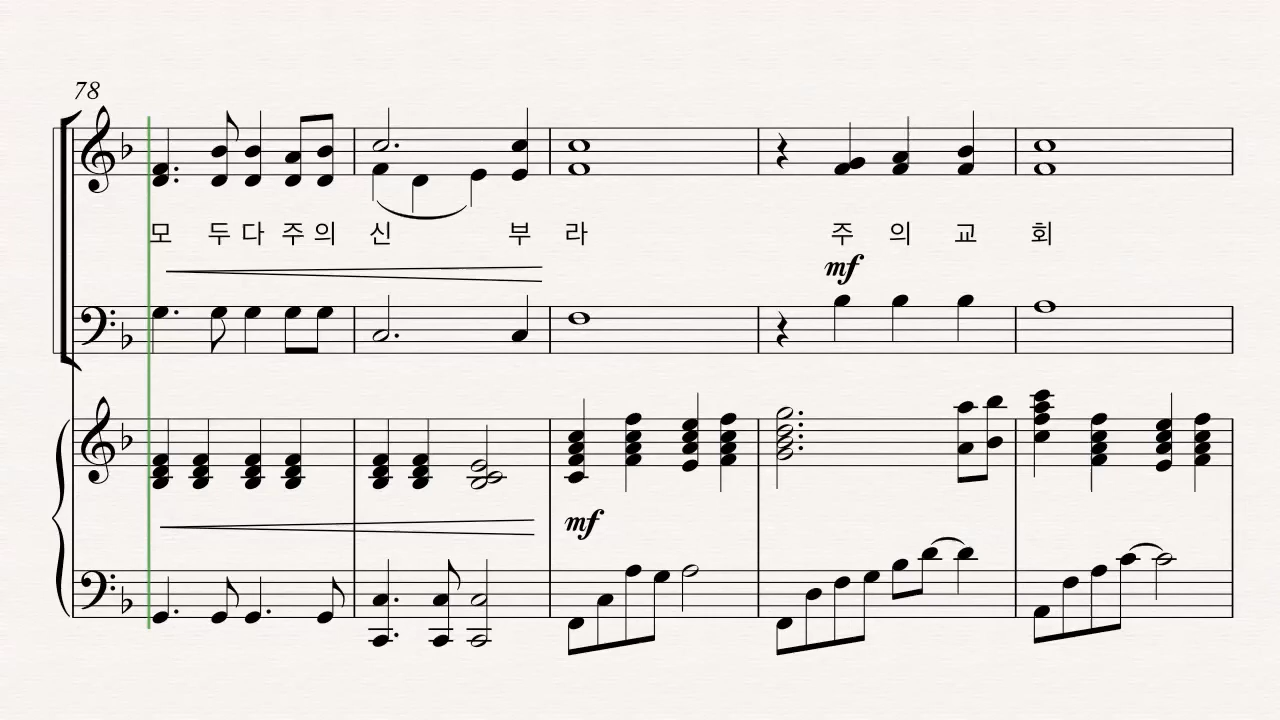 78
모 두 다 주 의 신 부 라 주 의 교 회
mf
mf